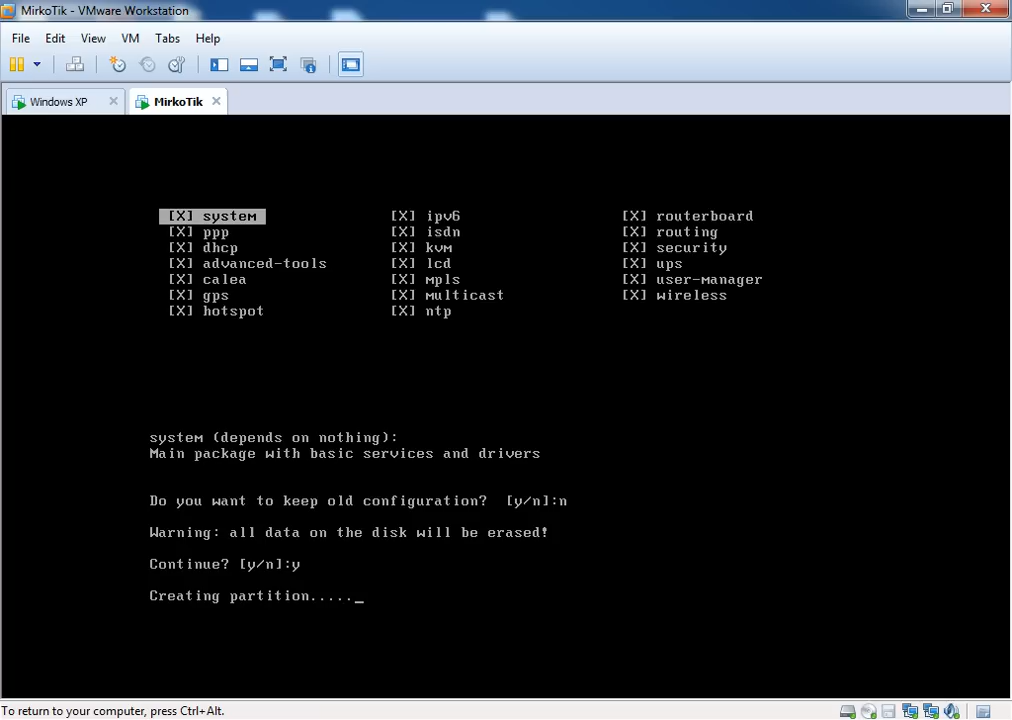 MirkoTik - VMware Workstation
File Edit View VM Tabs Help
Windows XP MirkoTik
[X] system [X] ipv6 [X] routerboard
[X] ppp [X] isdn [X] routing
[X] dhcp [X] kvm [X] security
[X] advanced-tools [X] lcd [X] ups
[X] calea [X] mpls [X] user-manager
[X] gps [X] multicast [X] wireless
[X] hotspot [X] ntp
system (depends on nothing):
Main package with basic services and drivers
Do you want to keep old configuration? [y/n]:n
Warning: all data on the disk will be erased!
Continue? [y/n]:y
Creating partition....._
To return to your computer, press Ctrl+Alt.